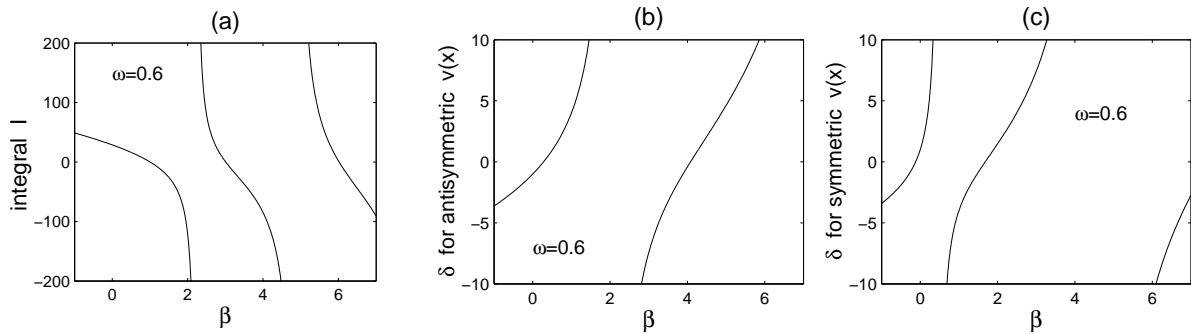 (a)
integral I
200
100
0
−100
−200
ω=0.6
0 2 4 6
β
(b)
δ for antisymmetric v(x)
10
5
0
−5
−10
ω=0.6
0 2 4 6
β
(c)
δ for symmetric v(x)
10
5
0
−5
−10
ω=0.6
0 2 4 6
β